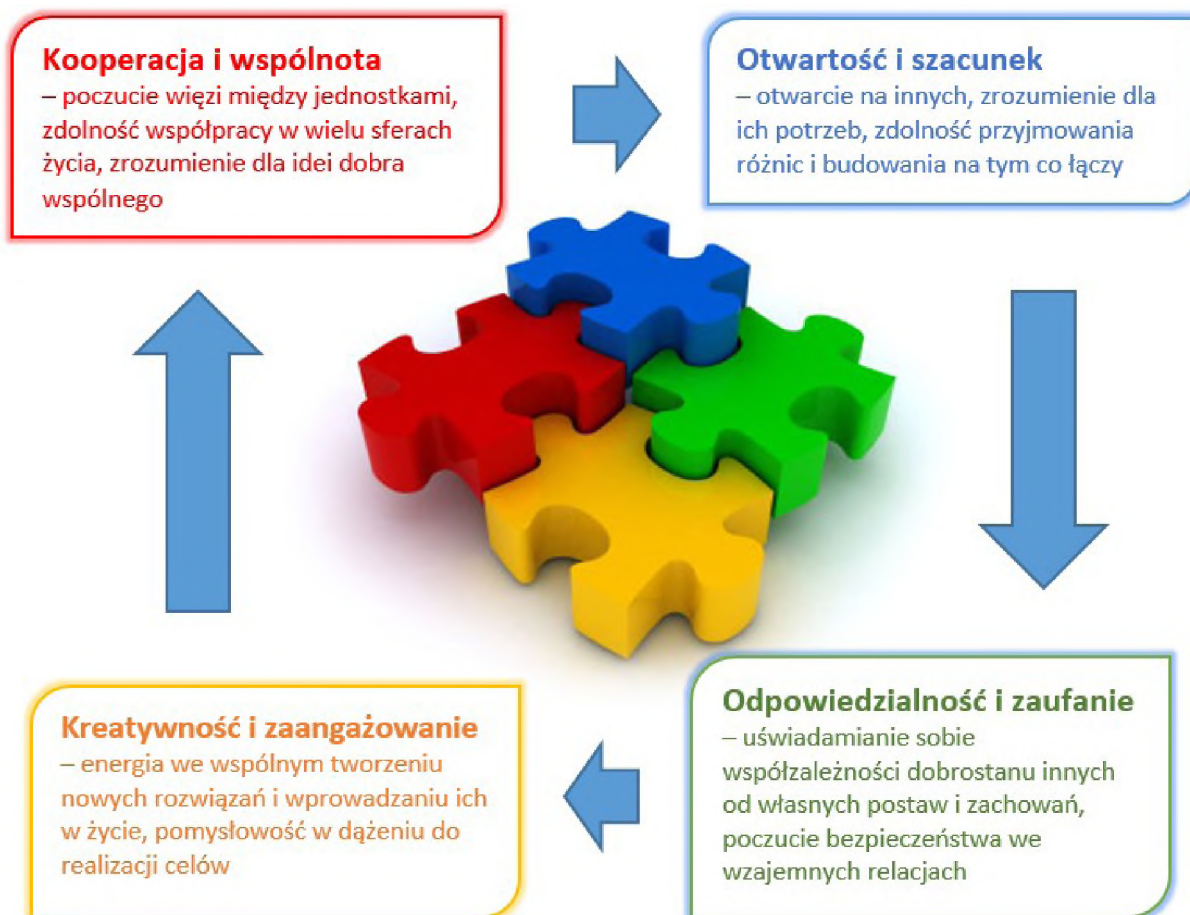 Kooperacja i wspólnota
– poczucie więzi między jednostkami,
zdolność współpracy w wielu sferach
życia, zrozumienie dla idei dobra
wspólnego
Otwartość i szacunek
– otwarcie na innych, zrozumienie dla
ich potrzeb, zdolność przyjmowania
różnic i budowania na tym co łączy
Kreatywność i zaangażowanie
– energia we wspólnym tworzeniu
nowych rozwiązań i wprowadzaniu ich
w życie, pomysłowość w dążeniu do
realizacji celów
Odpowiedzialność i zaufanie
– uświadamianie sobie
współzależności dobrostanu innych
od własnych postaw i zachowań,
poczucie bezpieczeństwa we
wzajemnych relacjach